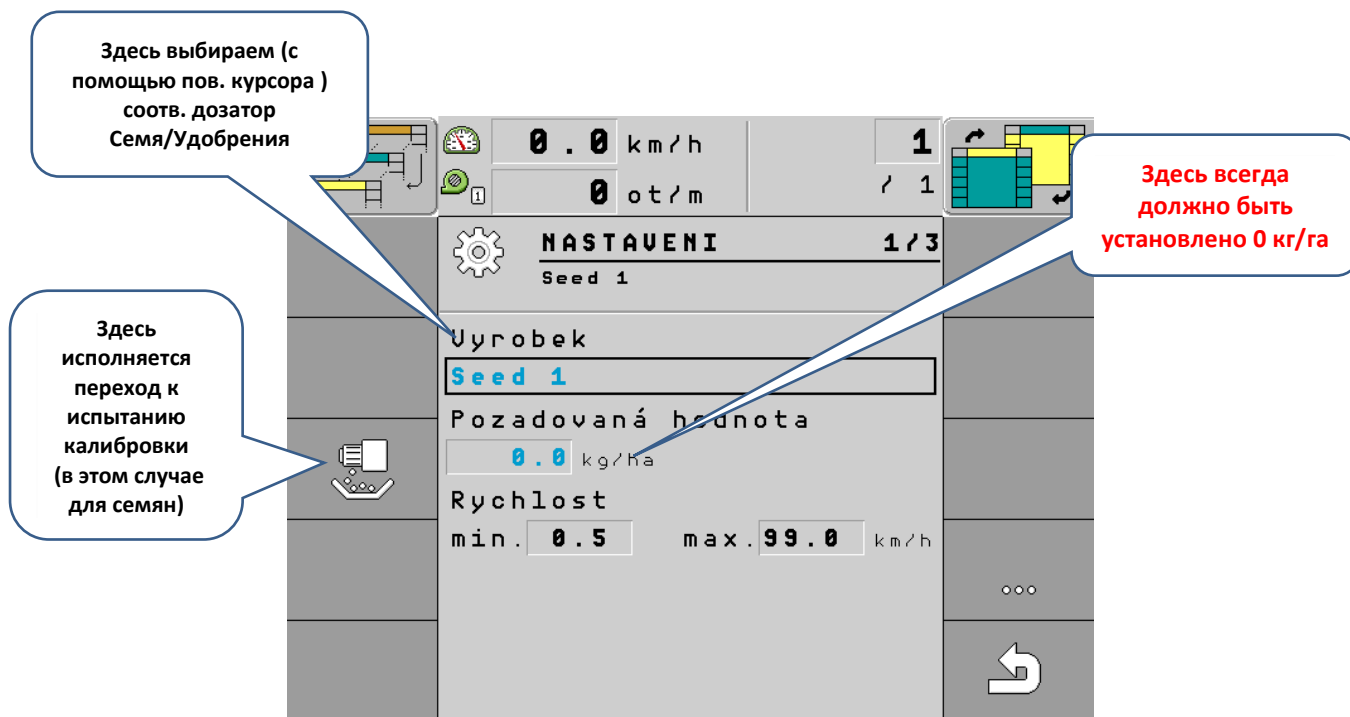 Здесь выбираем (с
помощью пов. курсора )
соотв. дозатор
Семя/Удобрения
0.0 km/h
1
1
0 ot/m
/ 1
Здесь всегда
должно быть
установлено 0 кг/га
NASTAVENI 1/3
Seed 1
Здесь
исполняется
переход к
испытанию
калибровки
(в этом случае
для семян)
Vyrobek
Seed 1
Pozadovaná hodnota
0.0 kg/ha
Rychlost
min. 0.5 max. 99.0 km/h